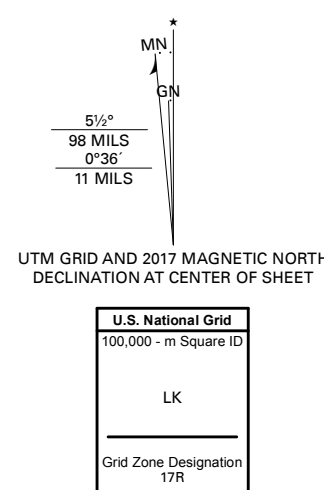 MN
GN
5½°
98 MILS
0°36´
11 MILS
UTM GRID AND 2017 MAGNETIC NORTH
DECLINATION AT CENTER OF SHEET
U.S. National Grid
100,000 - m Square ID
LK
Grid Zone Designation
17R